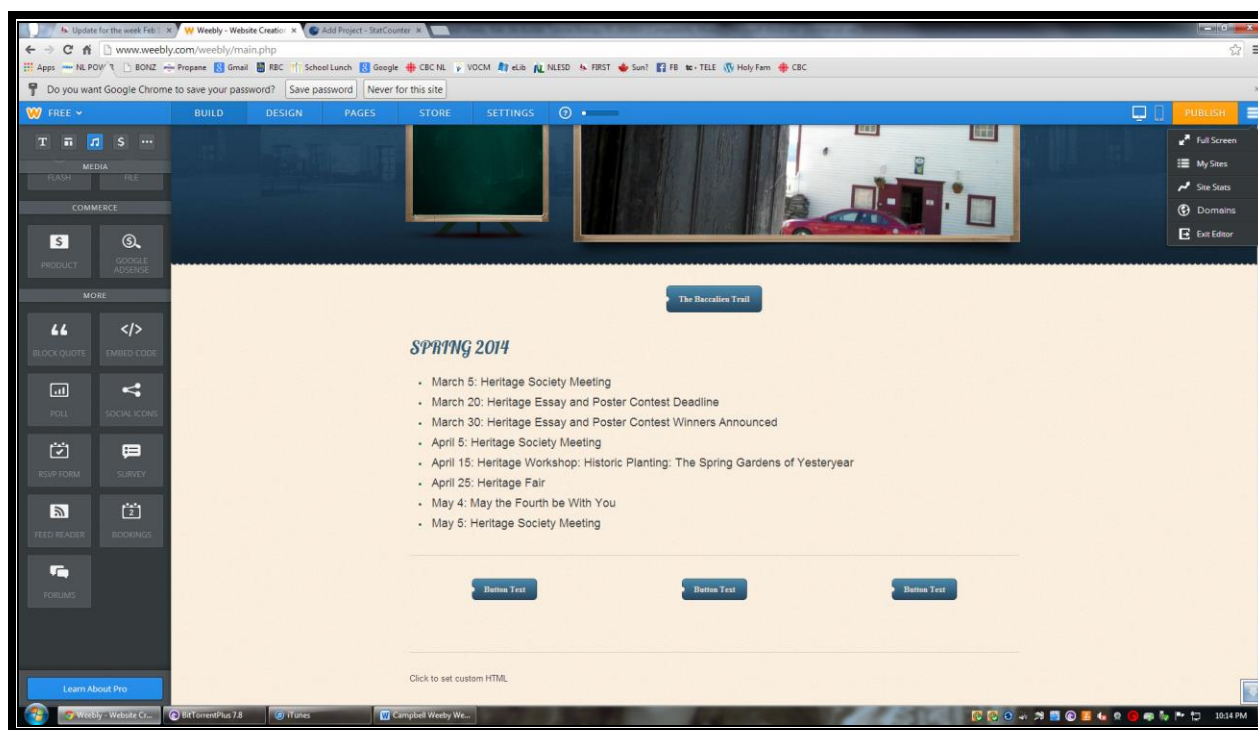 Update for the week Feb
Weebly - Website Creation
Add Project - StatCounter
www.weebly.com/weebly/main.php
Apps
NL POW
BONZ
Propane
Gmail
RBC
School Lunch
Google
CBC NL
VOCM
eLib
NLESD
FIRST
Sun?
FB
TELE
Holy Fam
CBC
Do you want Google Chrome to save your password? Save password Never for this site
FREE BUILD DESIGN PAGES STORE SETTINGS PUBLISH
Full Screen
My Sites
Site Stats
Domains
Exit Editor
MEDIA
FLASH FILE
COMMERCE
PRODUCT GOOGLE ADSENSE
MORE
BLOCK QUOTE EMBED CODE
POLL SOCIAL ICONS
RSVP FORM SURVEY
FEED READER BOOKINGS
FORUMS
Learn About Pro
The Baccalieu Trail
SPRING 2014
March 5: Heritage Society Meeting
March 20: Heritage Essay and Poster Contest Deadline
March 30: Heritage Essay and Poster Contest Winners Announced
April 5: Heritage Society Meeting
April 15: Heritage Workshop: Historic Planting: The Spring Gardens of Yesteryear
April 25: Heritage Fair
May 4: May the Fourth be With You
May 5: Heritage Society Meeting
Button Text Button Text Button Text
Click to set custom HTML
Weebly - Website Cr...
BitTorrentPlus 7.8
iTunes
Campbell Weeby We...
10:14 PM